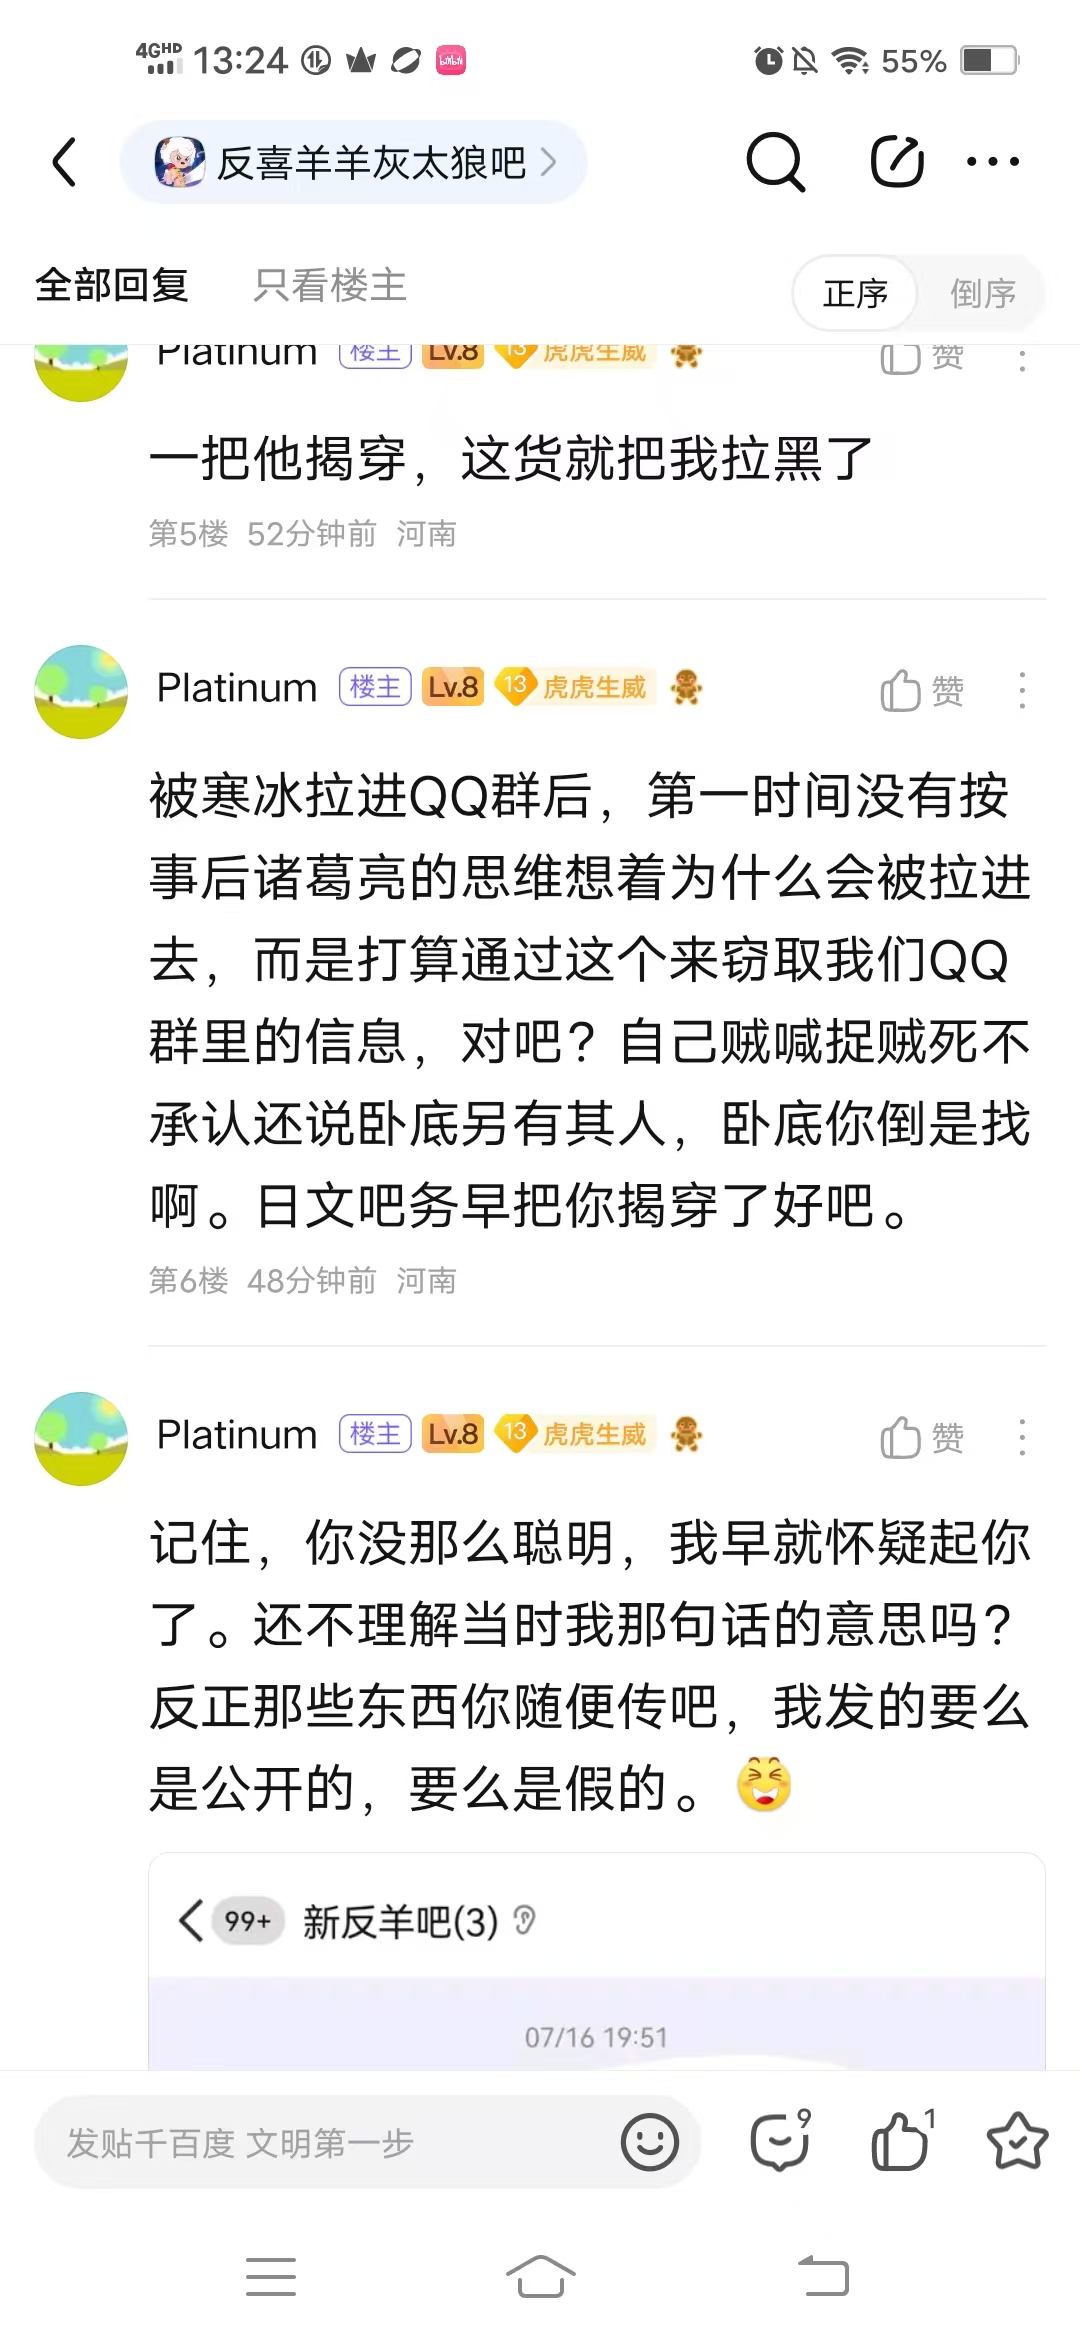 4GHD 13:24 55%
反喜羊羊灰太狼吧
全部回复 只看楼主 正序 倒序
Platinum 楼主 Lv.8 13 虎虎生威 赞
一把他揭穿，这货就把我拉黑了
第5楼 52分钟前 河南
Platinum 楼主 Lv.8 13 虎虎生威 赞
被寒冰拉进QQ群后，第一时间没有按
事后诸葛亮的思维想着为什么会被拉进
去，而是打算通过这个来窃取我们QQ
群里的信息，对吧？自己贼喊捉贼死不
承认还说卧底另有其人，卧底你倒是找
啊。日文吧务早把你揭穿了好吧。
第6楼 48分钟前 河南
Platinum 楼主 Lv.8 13 虎虎生威 赞
记住，你没那么聪明，我早就怀疑起你
了。还不理解当时我那句话的意思吗？
反正那些东西你随便传吧，我发的要么
是公开的，要么是假的。
99+ 新反羊吧(3)
07/16 19:51
发贴千百度 文明第一步 9 1